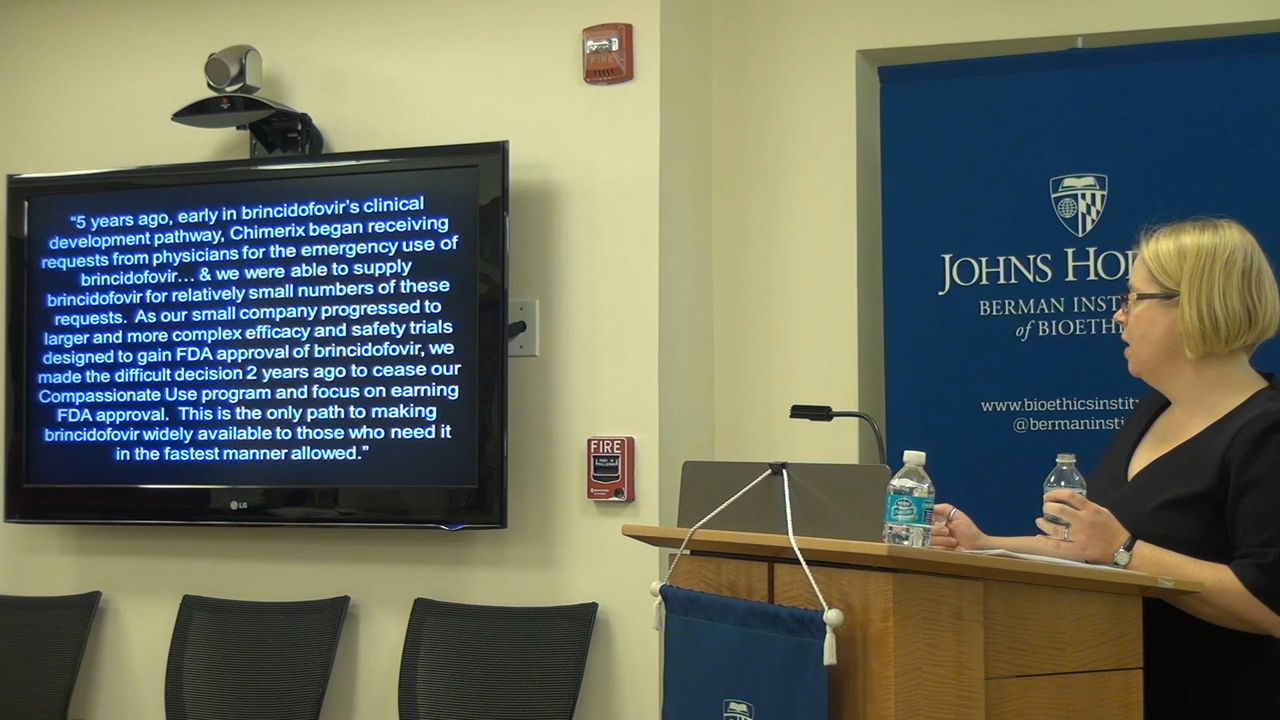 FIRE
"5 years ago, early in brincidofovir's clinical
development pathway, Chimerix began receiving
requests from physicians for the emergency use of
brincidofovir... & we were able to supply
brincidofovir for relatively small numbers of these
requests. As our small company progressed to
larger and more complex efficacy and safety trials
designed to gain FDA approval of brincidofovir, we
made the difficult decision 2 years ago to cease our
Compassionate Use program and focus on earning
FDA approval. This is the only path to making
brincidofovir widely available to those who need it
in the fastest manner allowed."
LG
FIRE
JOHNS HO
BERMAN INSTI
of BIOETH
www.bioethicsinstit
@bermaninsti